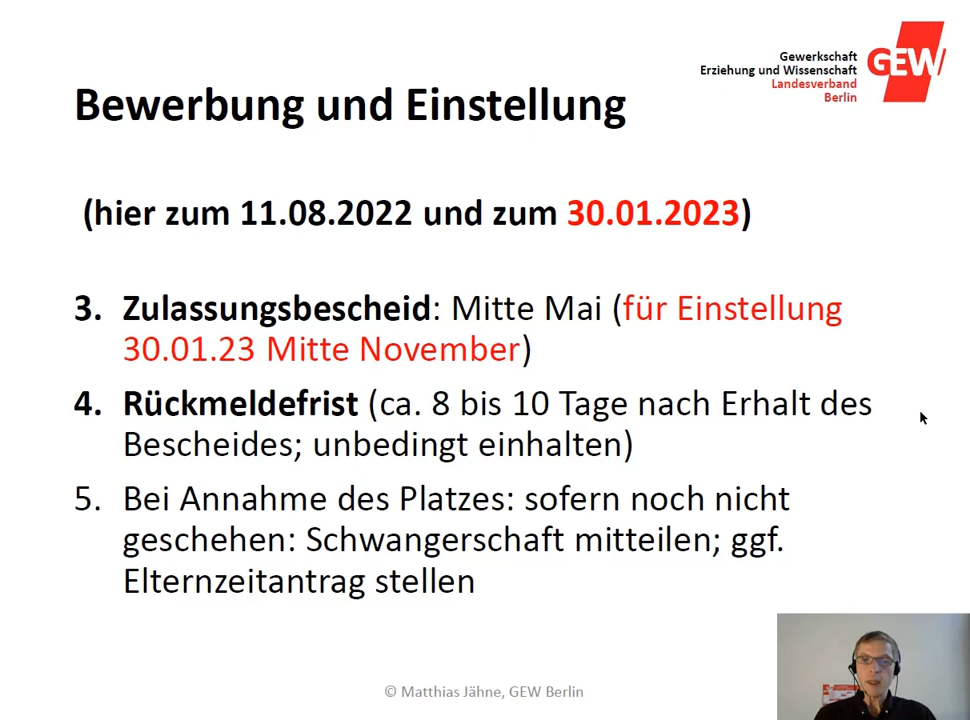 Gewerkschaft
Erziehung und Wissenschaft
Landesverband
Berlin
GEW
Bewerbung und Einstellung
(hier zum 11.08.2022 und zum 30.01.2023)
3. Zulassungsbescheid: Mitte Mai (für Einstellung
30.01.23 Mitte November)
4. Rückmeldefrist (ca. 8 bis 10 Tage nach Erhalt des
Bescheides; unbedingt einhalten)
5. Bei Annahme des Platzes: sofern noch nicht
geschehen: Schwangerschaft mitteilen; ggf.
Elternzeitantrag stellen
© Matthias Jähne, GEW Berlin